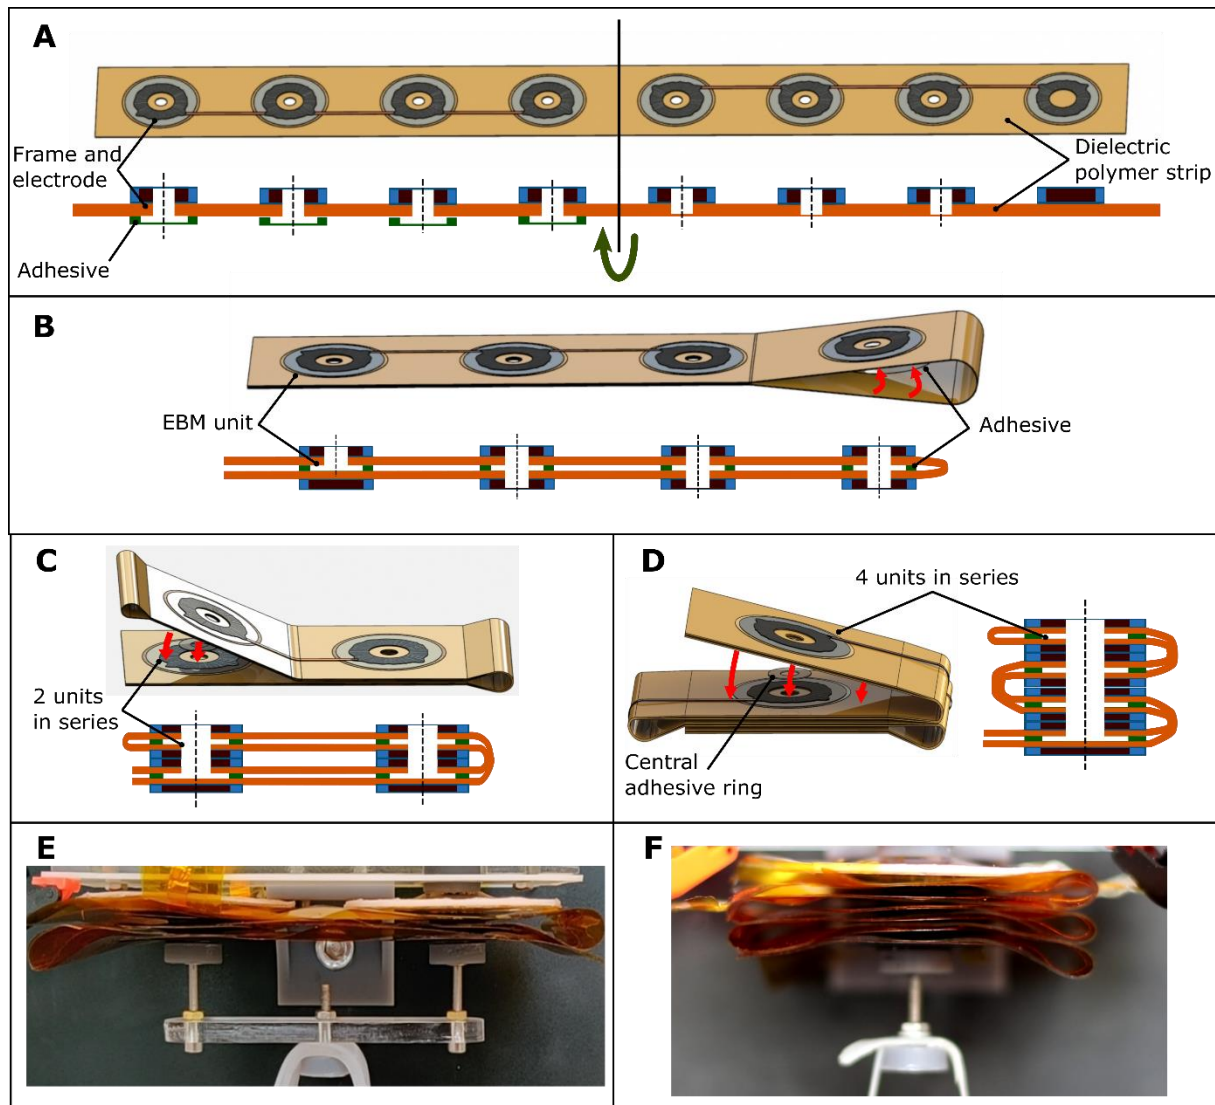 A
Frame and
electrode
Dielectric
polymer strip
Adhesive
B
EBM unit
Adhesive
C
2 units
in series
D
4 units in series
Central
adhesive ring
E
F